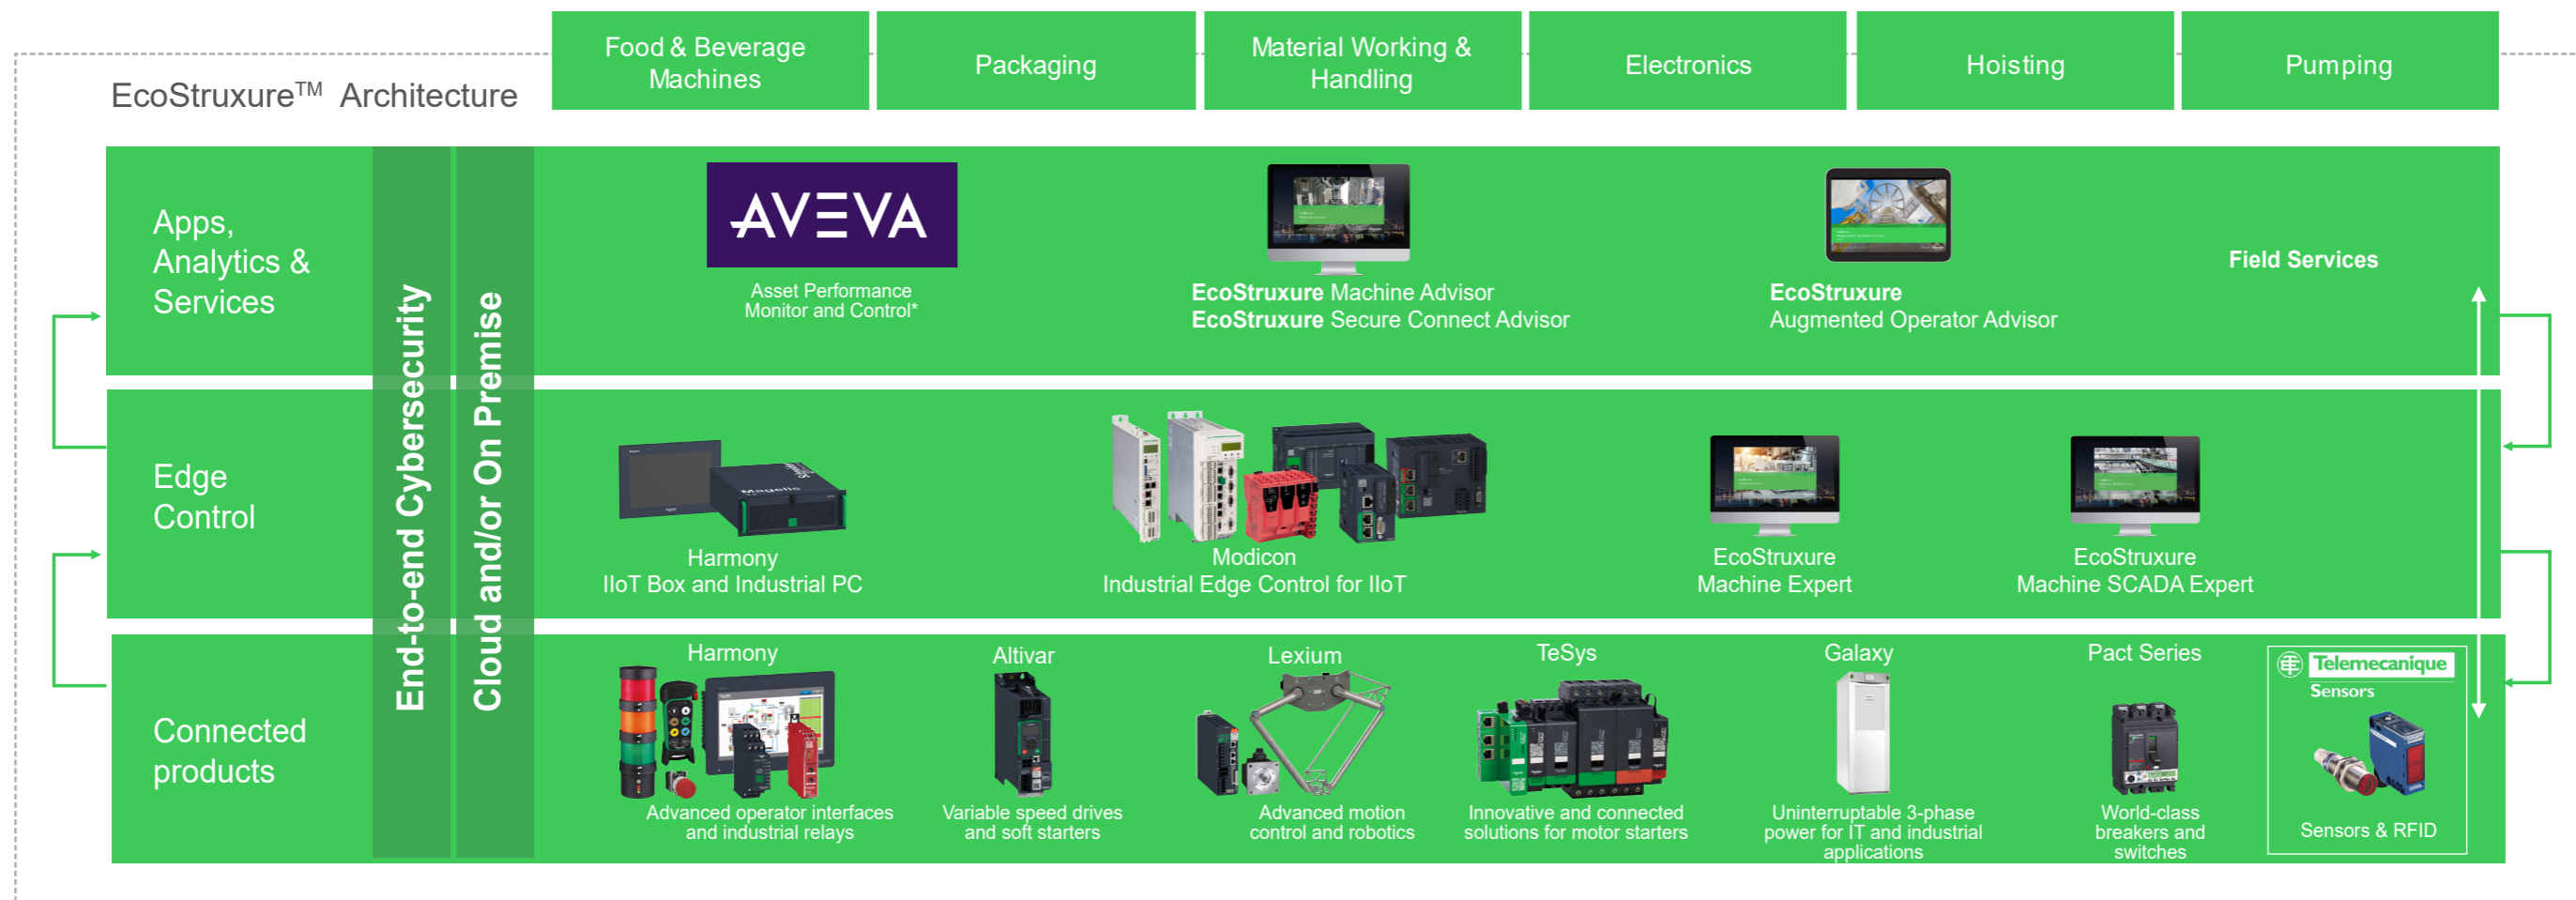 Food & Beverage
Machines
Packaging
Material Working &
Handling
Electronics
Hoisting
Pumping
EcoStruxure™ Architecture
Apps,
Analytics &
Services
End-to-end Cybersecurity
Cloud and/or On Premise
AVEVA
Asset Performance
Monitor and Control*
EcoStruxure Machine Advisor
EcoStruxure Secure Connect Advisor
EcoStruxure
Augmented Operator Advisor
Field Services
Edge
Control
Magelis
Harmony
IIoT Box and Industrial PC
Modicon
Industrial Edge Control for IIoT
EcoStruxure
Machine Expert
EcoStruxure
Machine SCADA Expert
Connected
products
Harmony
Advanced operator interfaces
and industrial relays
Altivar
Variable speed drives
and soft starters
Lexium
Advanced motion
control and robotics
TeSys
Innovative and connected
solutions for motor starters
Galaxy
Uninterruptable 3-phase
power for IT and industrial
applications
Pact Series
World-class
breakers and
switches
Telemecanique
Sensors
Sensors & RFID